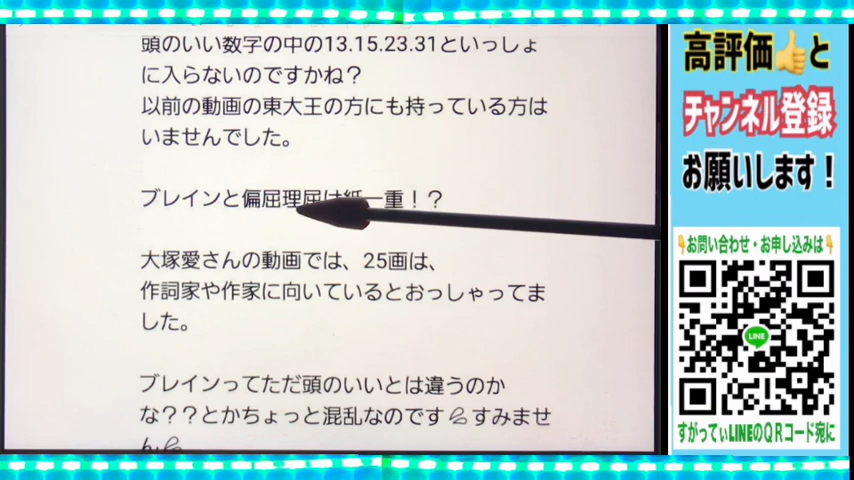 頭のいい数字の中の13.15.23.31といっしょ
に入らないのですかね？
以前の動画の東大王の方にも持っている方は
いませんでした。
ブレインと偏屈理屈は紙一重！？
大塚愛さんの動画では、25画は、
作詞家や作家に向いているとおっしゃってま
した。
ブレインってただ頭のいいとは違うのか
な？？とかちょっと混乱なのです💦すみませ
ん💦
高評価👍と
チャンネル登録
お願いします！
👇お問い合わせ・お申し込みは👇
LINE
すがってぃLINEのQRコード宛に